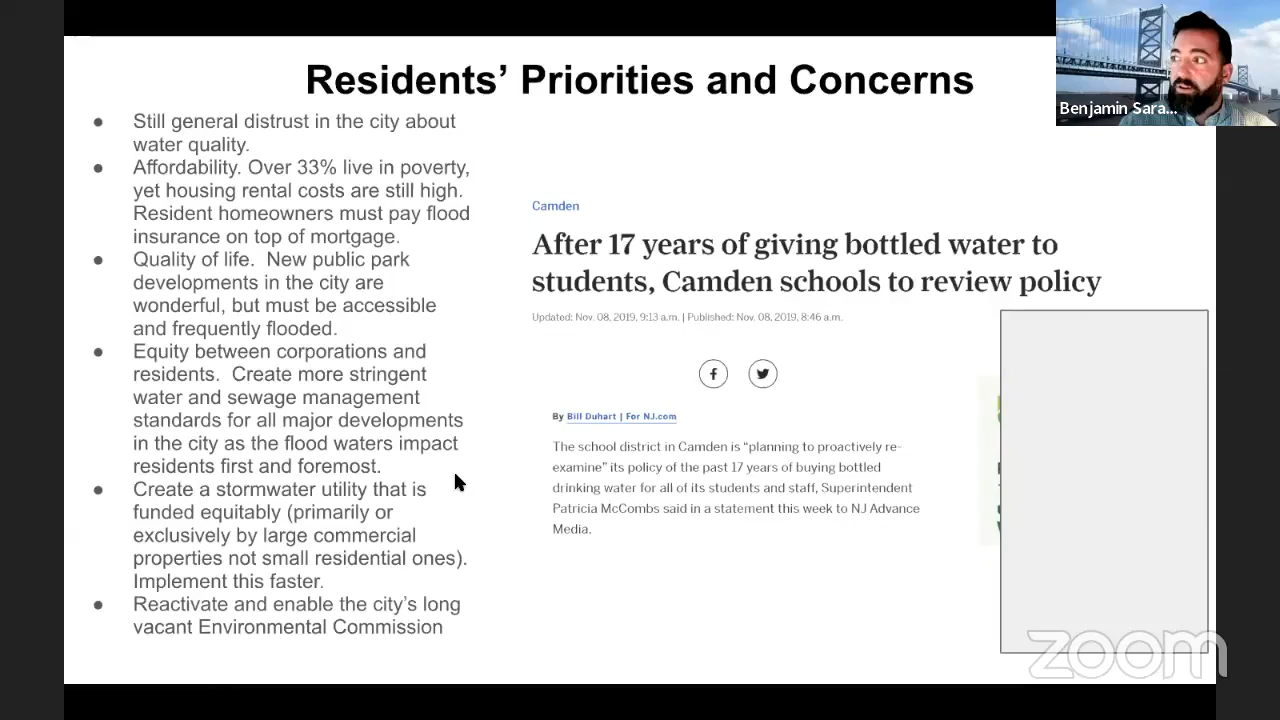 Residents’ Priorities and Concerns
● Still general distrust in the city about
water quality.
● Affordability. Over 33% live in poverty,
yet housing rental costs are still high.
Resident homeowners must pay flood
insurance on top of mortgage.
● Quality of life.  New public park
developments in the city are
wonderful, but must be accessible
and frequently flooded.
● Equity between corporations and
residents.  Create more stringent
water and sewage management
standards for all major developments
in the city as the flood waters impact
residents first and foremost.
● Create a stormwater utility that is
funded equitably (primarily or
exclusively by large commercial
properties not small residential ones).
Implement this faster.
● Reactivate and enable the city’s long
vacant Environmental Commission
Camden
After 17 years of giving bottled water to
students, Camden schools to review policy
Updated: Nov. 08, 2019, 9:13 a.m. | Published: Nov. 08, 2019, 8:46 a.m.
By Bill Duhart | For NJ.com
The school district in Camden is “planning to proactively re-
examine” its policy of the past 17 years of buying bottled
drinking water for all of its students and staff, Superintendent
Patricia McCombs said in a statement this week to NJ Advance
Media.
Benjamin Sara...
zoom